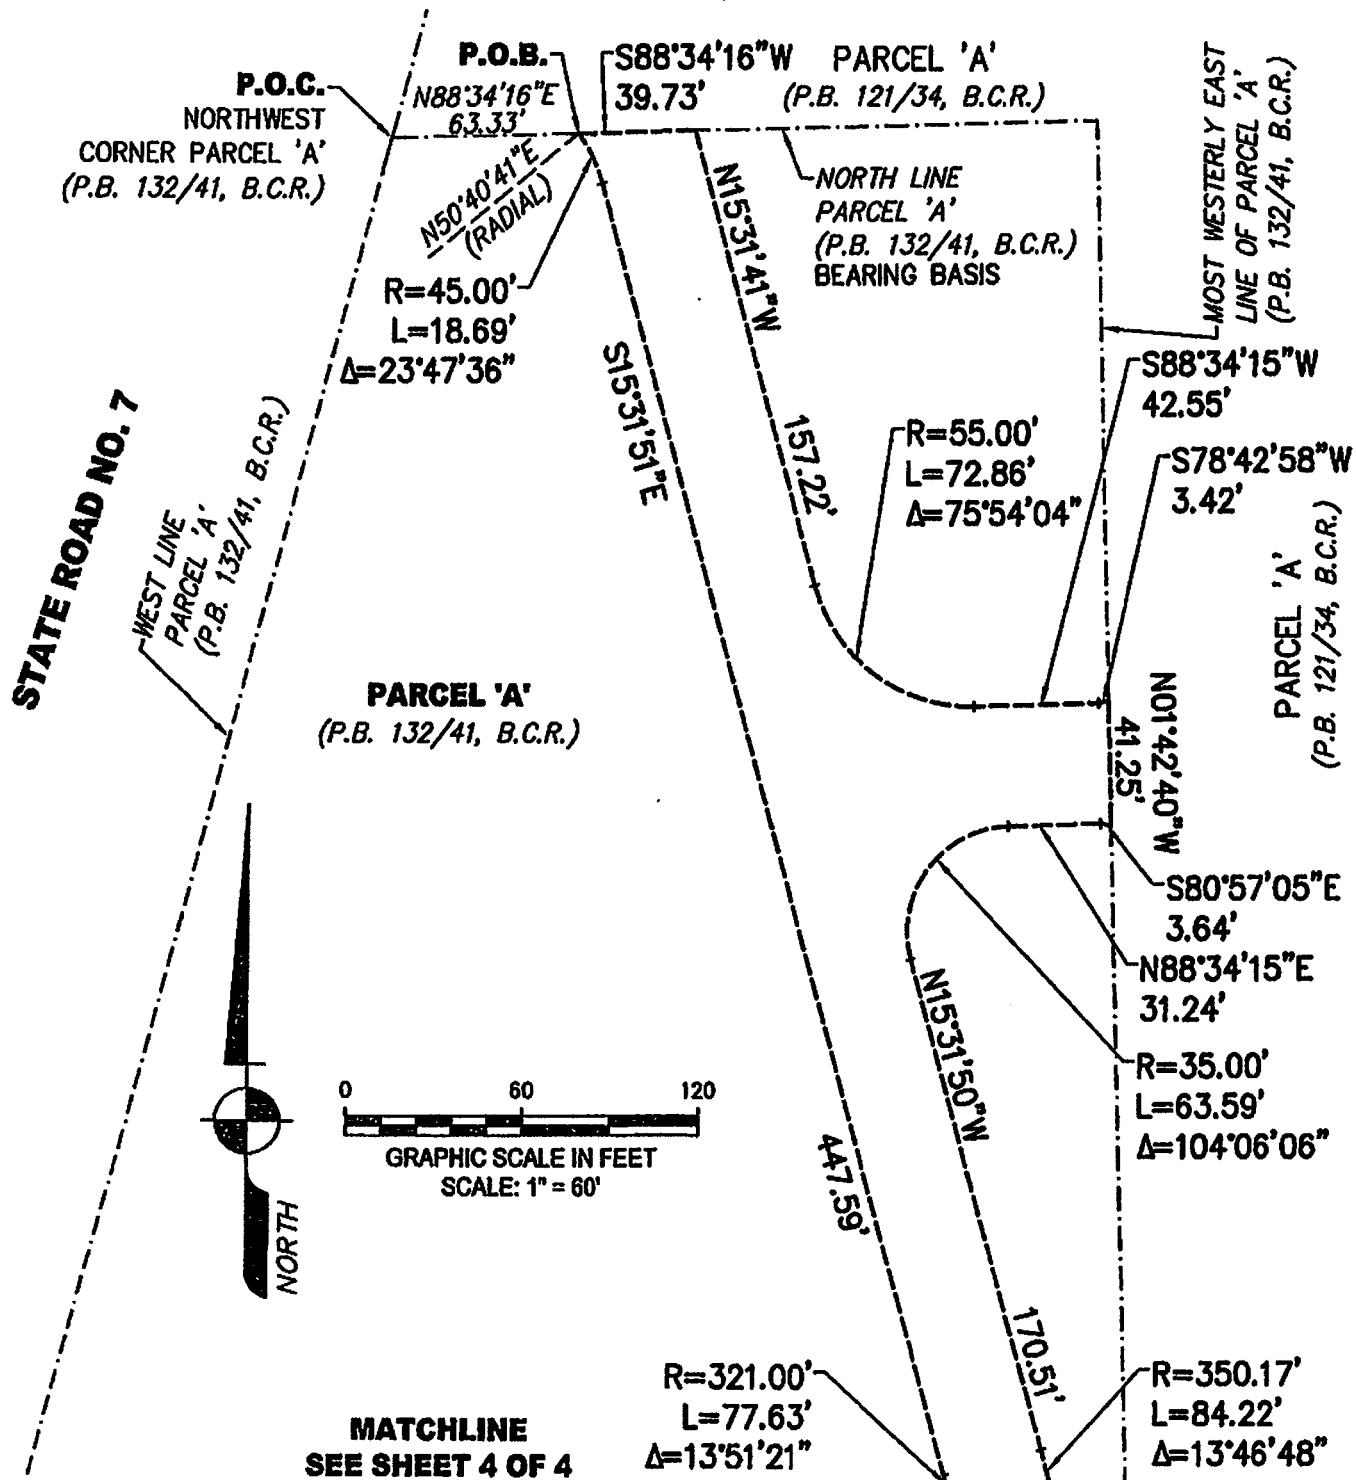 P.O.C.
NORTHWEST
CORNER PARCEL 'A'
(P.B. 132/41, B.C.R.)
P.O.B.
N88°34'16"E
63.33'
S88°34'16"W
39.73'
PARCEL 'A'
(P.B. 121/34, B.C.R.)
MOST WESTERLY EAST
LINE OF PARCEL 'A'
(P.B. 132/41, B.C.R.)
N50°40'41"E
(RADIAL)
R=45.00'
L=18.69'
Δ=23°47'36"
N15°31'41"W
157.22'
NORTH LINE
PARCEL 'A'
(P.B. 132/41, B.C.R.)
BEARING BASIS
S15°31'51"E
447.59'
S88°34'15"W
42.55'
R=55.00'
L=72.86'
Δ=75°54'04"
S78°42'58"W
3.42'
STATE ROAD NO. 7
WEST LINE
PARCEL 'A'
(P.B. 132/41, B.C.R.)
PARCEL 'A'
(P.B. 121/34, B.C.R.)
PARCEL 'A'
(P.B. 132/41, B.C.R.)
N01°42'40"W
41.25'
S80°57'05"E
3.64'
N88°34'15"E
31.24'
N15°31'50"W
170.51'
R=35.00'
L=63.59'
Δ=104°06'06"
0 60 120
GRAPHIC SCALE IN FEET
SCALE: 1" = 60'
NORTH
MATCHLINE
SEE SHEET 4 OF 4
R=321.00'
L=77.63'
Δ=13°51'21"
R=350.17'
L=84.22'
Δ=13°46'48"